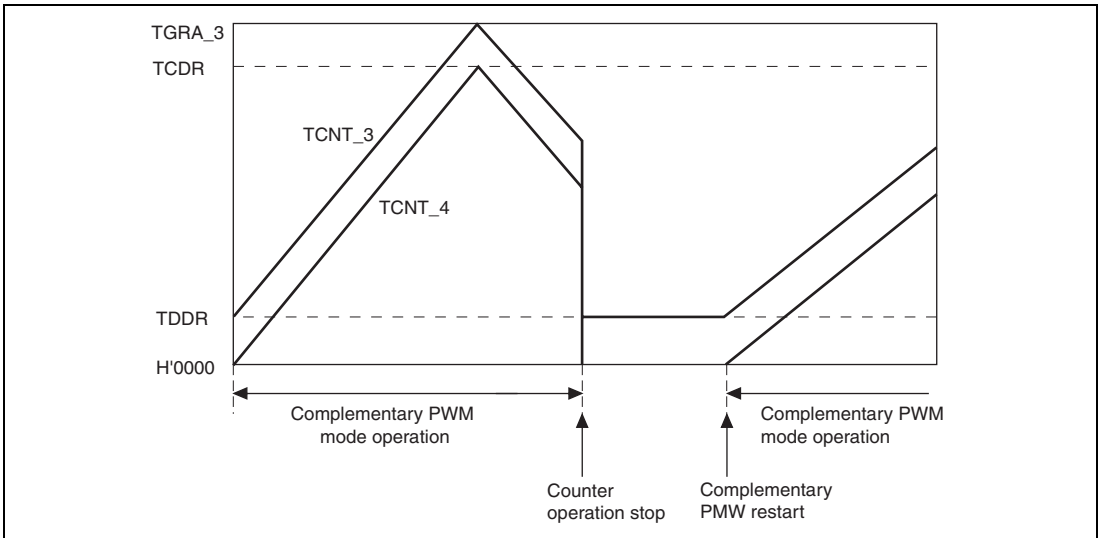 TGRA_3
TCDR
TCNT_3
TCNT_4
TDDR
H'0000
Complementary PWM
mode operation
Complementary PWM
mode operation
Counter
operation stop
Complementary
PMW restart